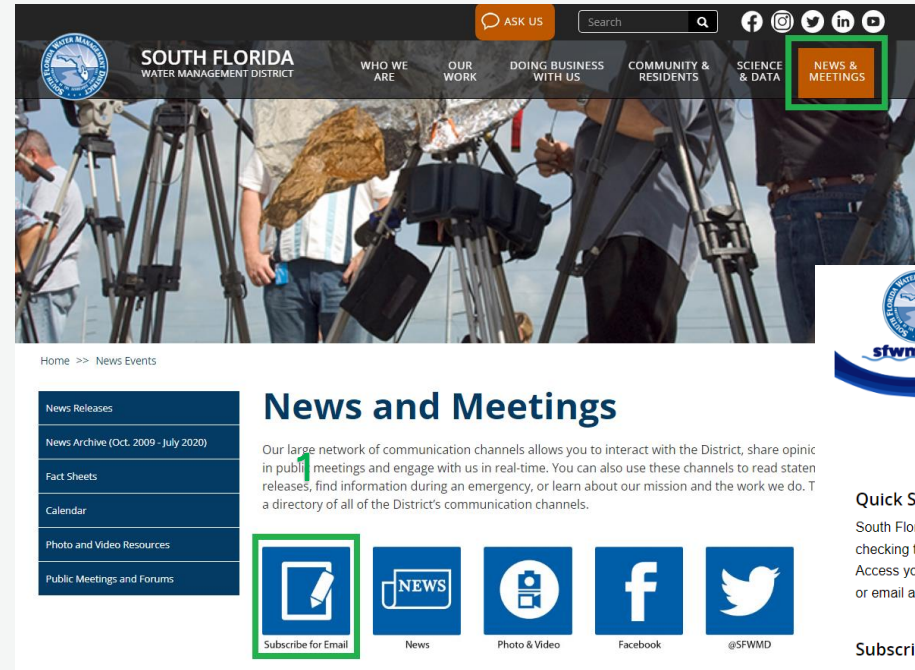 ASK US
Search
SOUTH FLORIDA
WATER MANAGEMENT DISTRICT
WHO WE
ARE
OUR
WORK
DOING BUSINESS
WITH US
COMMUNITY &
RESIDENTS
SCIENCE
& DATA
NEWS &
MEETINGS
Home >> News Events
News Releases
News Archive (Oct. 2009 - July 2020)
Fact Sheets
Calendar
Photo and Video Resources
Public Meetings and Forums
News and Meetings
Our large network of communication channels allows you to interact with the District, share opinic
in public meetings and engage with us in real-time. You can also use these channels to read staten
releases, find information during an emergency, or learn about our mission and the work we do. T
a directory of all of the District's communication channels.
1
NEWS
Subscribe for Email
News
Photo & Video
Facebook
@SFWMD
sfwn
Quick S
South Flor
checking t
Access yo
or email a
Subscri